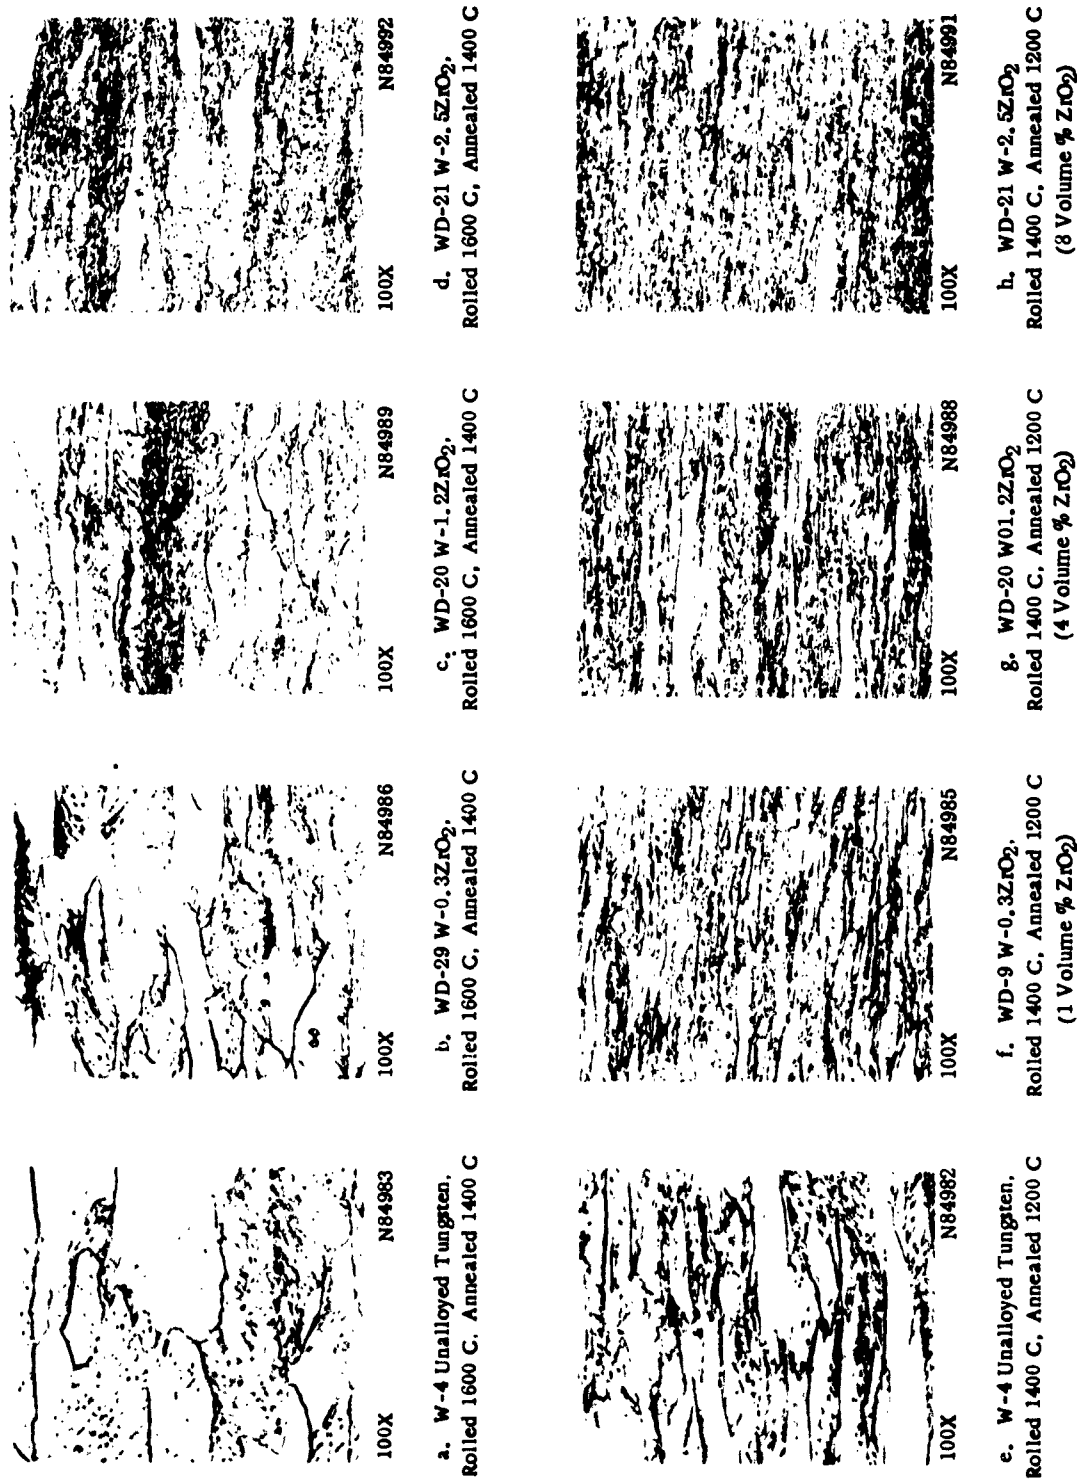 100X N84983
a. W-4 Unalloyed Tungsten,
Rolled 1600 C, Annealed 1400 C
100X N84986
b. WD-29 W-0.3ZrO2,
Rolled 1600 C, Annealed 1400 C
100X N84989
c. WD-20 W-1.2ZrO2,
Rolled 1600 C, Annealed 1400 C
100X N84992
d. WD-21 W-2.5ZrO2,
Rolled 1600 C, Annealed 1400 C
100X N84982
e. W-4 Unalloyed Tungsten,
Rolled 1400 C, Annealed 1200 C
100X N84985
f. WD-9 W-0.3ZrO2,
Rolled 1400 C, Annealed 1200 C
(1 Volume % ZrO2)
100X N84988
g. WD-20 W01.2ZrO2
Rolled 1400 C, Annealed 1200 C
(4 Volume % ZrO2)
100X N84991
h. WD-21 W-2.5ZrO2
Rolled 1400 C, Annealed 1200 C
(8 Volume % ZrO2)